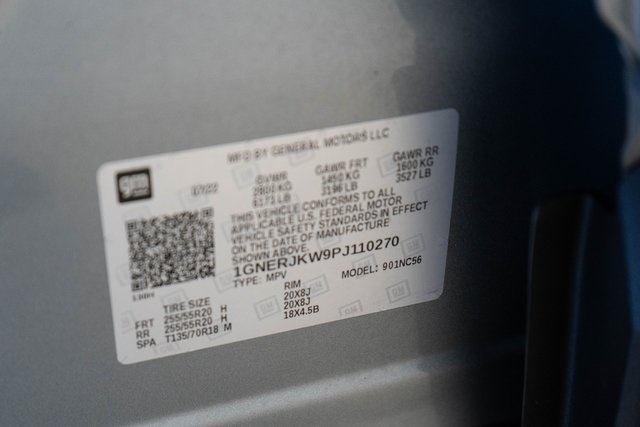 gm
MFD BY GENERAL MOTORS LLC
07/22 GVWR GAWR FRT GAWR RR
2800 KG 1450 KG 1600 KG
6173 LB 3196 LB 3527 LB
THIS VEHICLE CONFORMS TO ALL
APPLICABLE U.S. FEDERAL MOTOR
VEHICLE SAFETY STANDARDS IN EFFECT
ON THE DATE OF MANUFACTURE
SHOWN ABOVE.
1GNERJKW9PJ110270
TYPE: MPV MODEL: 901NC56
TIRE SIZE RIM
FRT 255/55R20 H 20X8J
RR 255/55R20 H 20X8J
SPA T135/70R18 M 18X4.5B